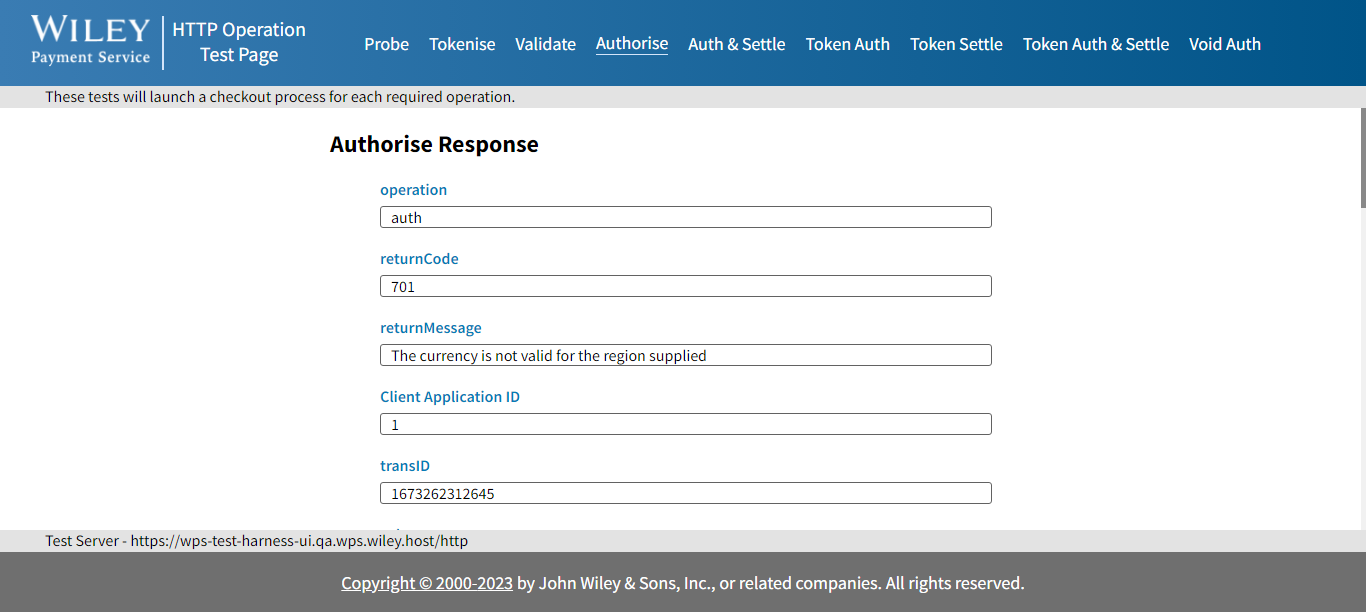 WILEY
Payment Service
HTTP Operation
Test Page
Probe Tokenise Validate Authorise Auth & Settle Token Auth Token Settle Token Auth & Settle Void Auth
These tests will launch a checkout process for each required operation.
Authorise Response
operation
auth
returnCode
701
returnMessage
The currency is not valid for the region supplied
Client Application ID
1
transID
1673262312645
Test Server - https://wps-test-harness-ui.qa.wps.wiley.host/http
Copyright © 2000-2023 by John Wiley & Sons, Inc., or related companies. All rights reserved.